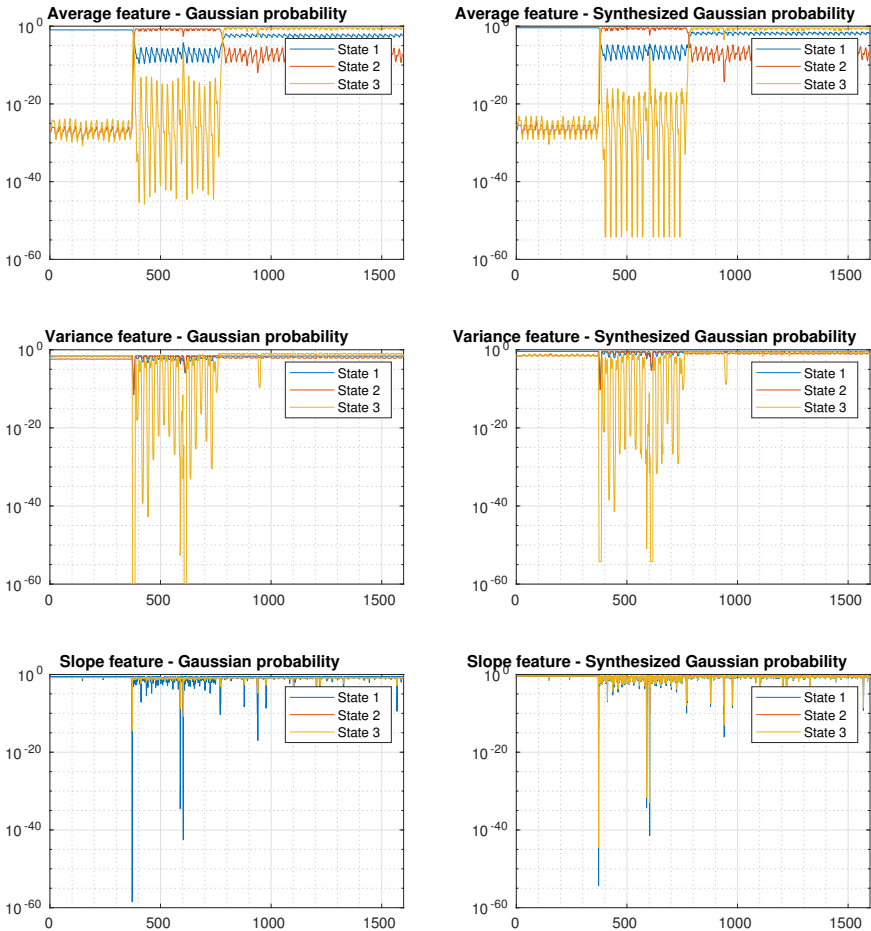 Average feature - Gaussian probability
10^0
10^-20
10^-40
10^-60
0 500 1000 1500
State 1
State 2
State 3
Average feature - Synthesized Gaussian probability
10^0
10^-20
10^-40
10^-60
0 500 1000 1500
State 1
State 2
State 3
Variance feature - Gaussian probability
10^0
10^-20
10^-40
10^-60
0 500 1000 1500
State 1
State 2
State 3
Variance feature - Synthesized Gaussian probability
10^0
10^-20
10^-40
10^-60
0 500 1000 1500
State 1
State 2
State 3
Slope feature - Gaussian probability
10^0
10^-20
10^-40
10^-60
0 500 1000 1500
State 1
State 2
State 3
Slope feature - Synthesized Gaussian probability
10^0
10^-20
10^-40
10^-60
0 500 1000 1500
State 1
State 2
State 3